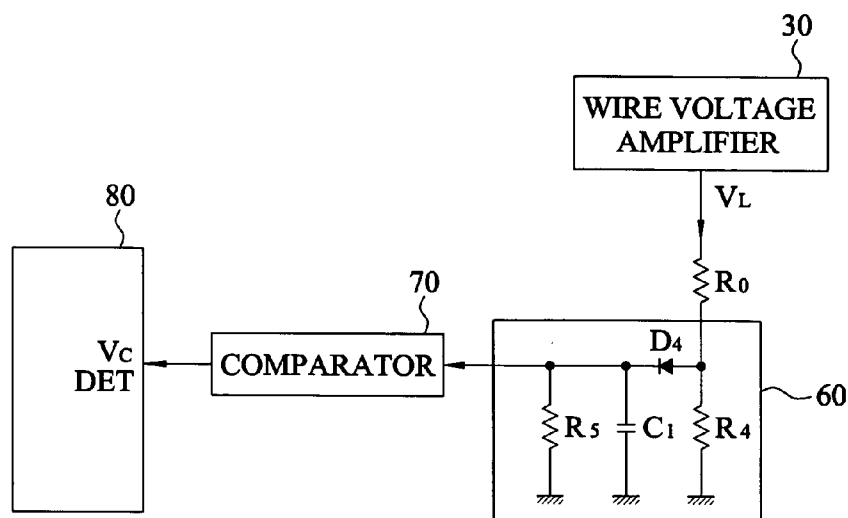 30
WIRE VOLTAGE
AMPLIFIER
VL
80
R0
70
VC
DET
COMPARATOR
D4
60
R5
C1
R4